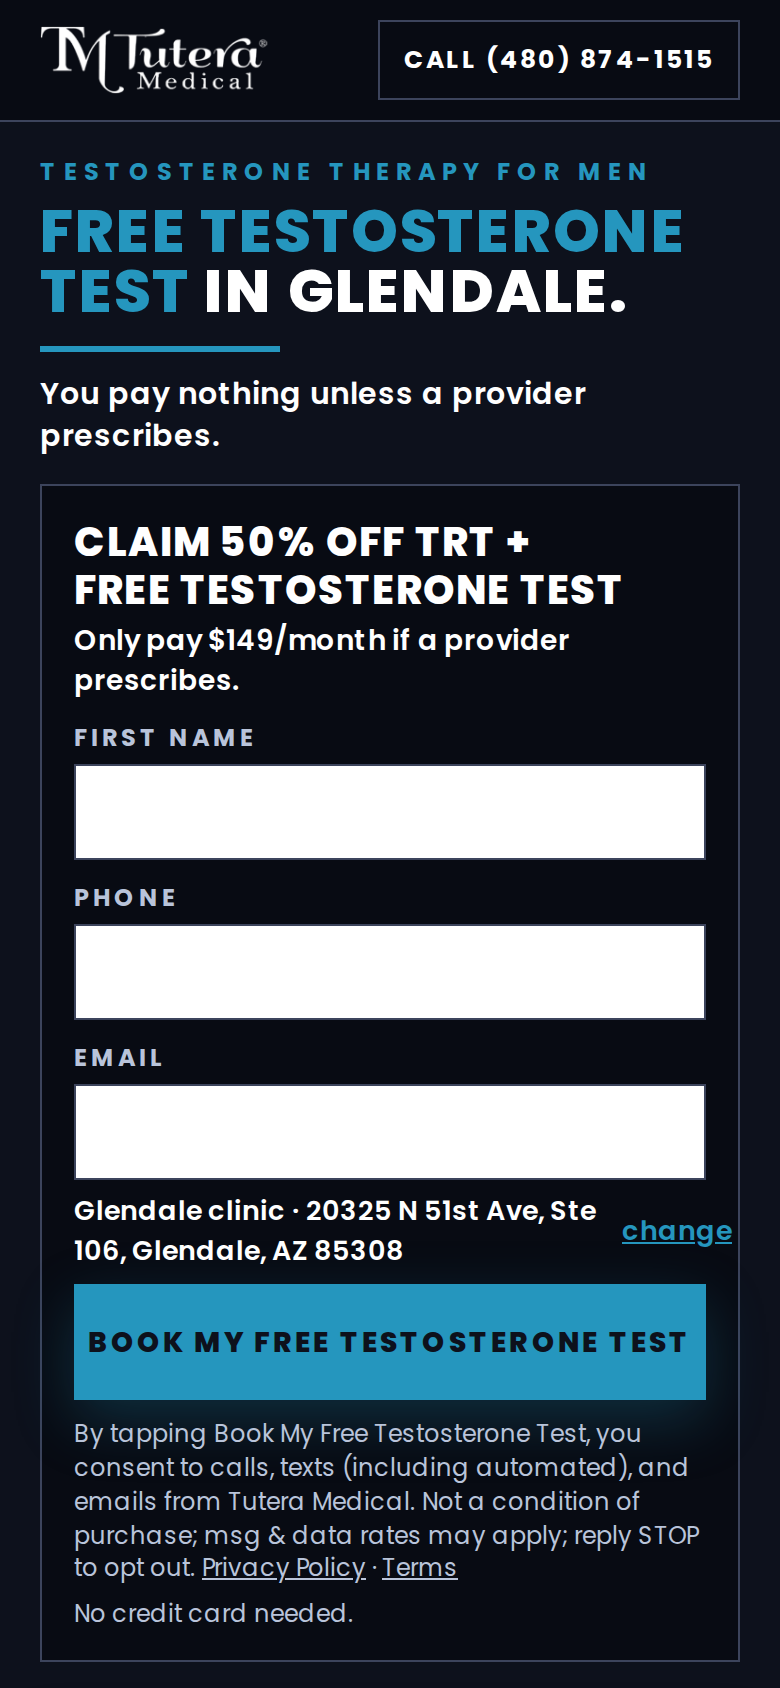 TM Tutera®
Medical
CALL (480) 874-1515
TESTOSTERONE THERAPY FOR MEN
FREE TESTOSTERONE
TEST IN GLENDALE.
You pay nothing unless a provider
prescribes.
CLAIM 50% OFF TRT +
FREE TESTOSTERONE TEST
Only pay $149/month if a provider
prescribes.
FIRST NAME
PHONE
EMAIL
Glendale clinic · 20325 N 51st Ave, Ste
106, Glendale, AZ 85308
change
BOOK MY FREE TESTOSTERONE TEST
By tapping Book My Free Testosterone Test, you
consent to calls, texts (including automated), and
emails from Tutera Medical. Not a condition of
purchase; msg & data rates may apply; reply STOP
to opt out. Privacy Policy · Terms
No credit card needed.